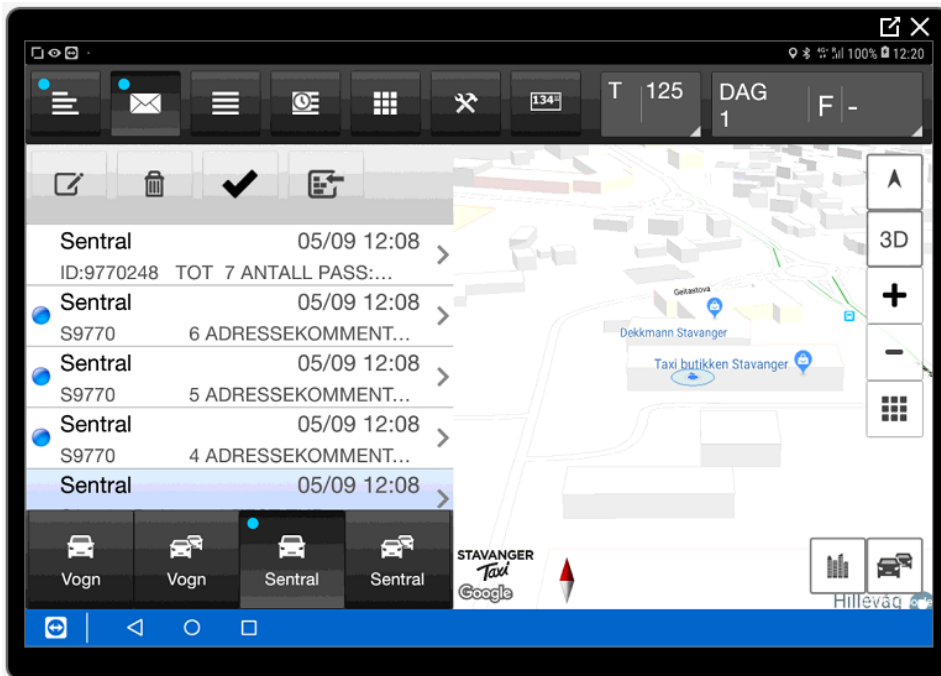 100% 12:20
134
T 125 DAG 1 F -
Sentral 05/09 12:08
ID:9770248 TOT 7 ANTALL PASS:...
Sentral 05/09 12:08
S9770 6 ADRESSEKOMMENT...
Sentral 05/09 12:08
S9770 5 ADRESSEKOMMENT...
Sentral 05/09 12:08
S9770 4 ADRESSEKOMMENT...
Sentral 05/09 12:08
Vogn Vogn Sentral Sentral
3D
Geitastova
Dekkmann Stavanger
Taxi butikken Stavanger
STAVANGER
Taxi
Google
Hillevåg